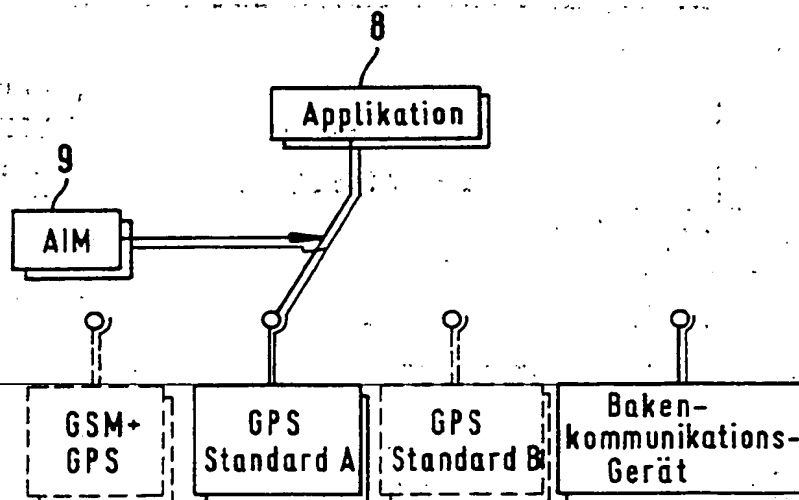 8
Applikation
9
AIM
GSM+
GPS
GPS
Standard A
GPS
Standard B
Baken-
kommunikations-
Gerät